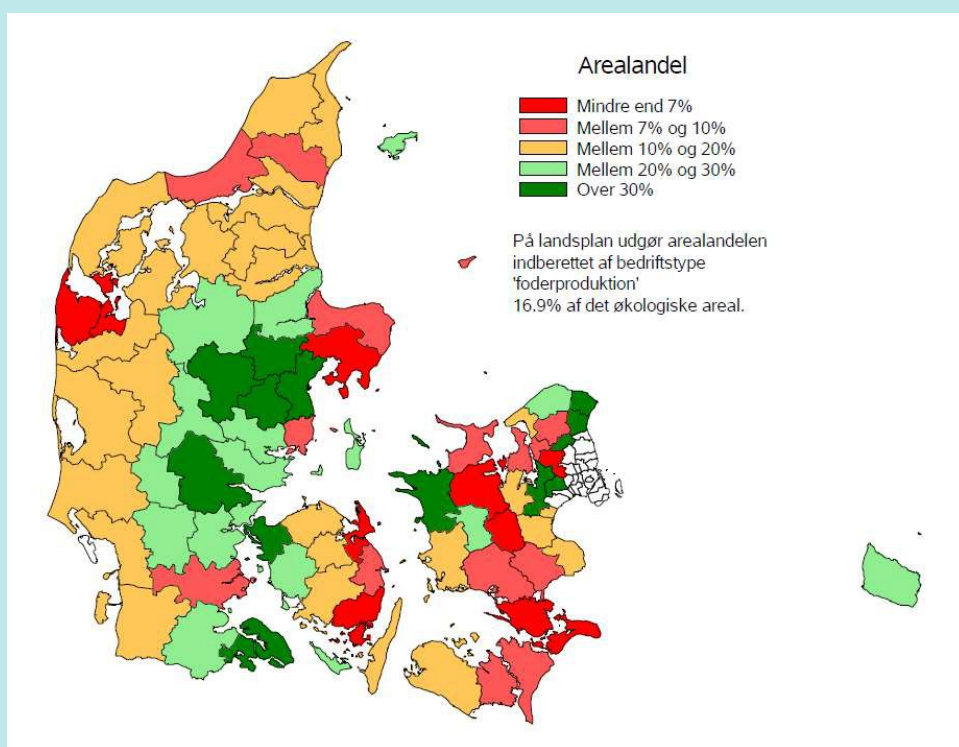 Arealandel
Mindre end 7%
Mellem 7% og 10%
Mellem 10% og 20%
Mellem 20% og 30%
Over 30%
På landsplan udgør arealandelen
indberettet af bedriftstype
'foderproduktion'
16.9% af det økologiske areal.